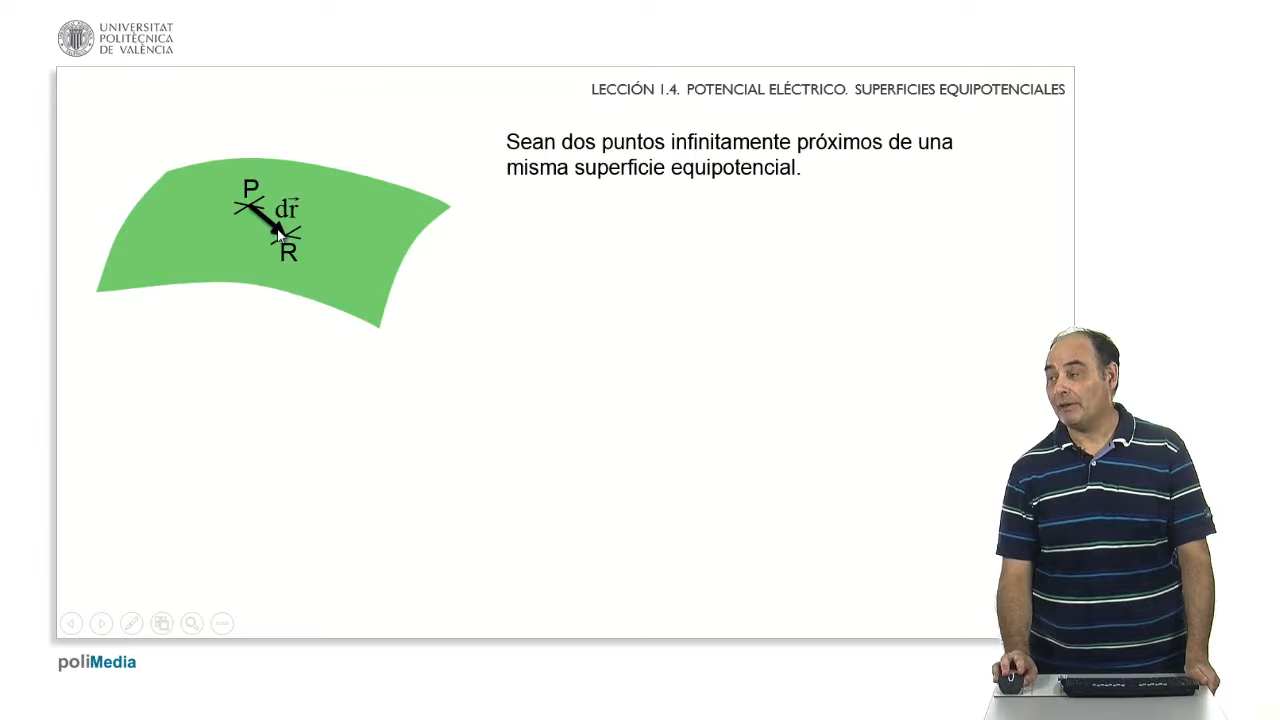 UNIVERSITAT
POLITÈCNICA
DE VALÈNCIA
LECCIÓN 1.4. POTENCIAL ELÉCTRICO. SUPERFICIES EQUIPOTENCIALES
Sean dos puntos infinitamente próximos de una
misma superficie equipotencial.
P
dr⃗
R
poliMedia